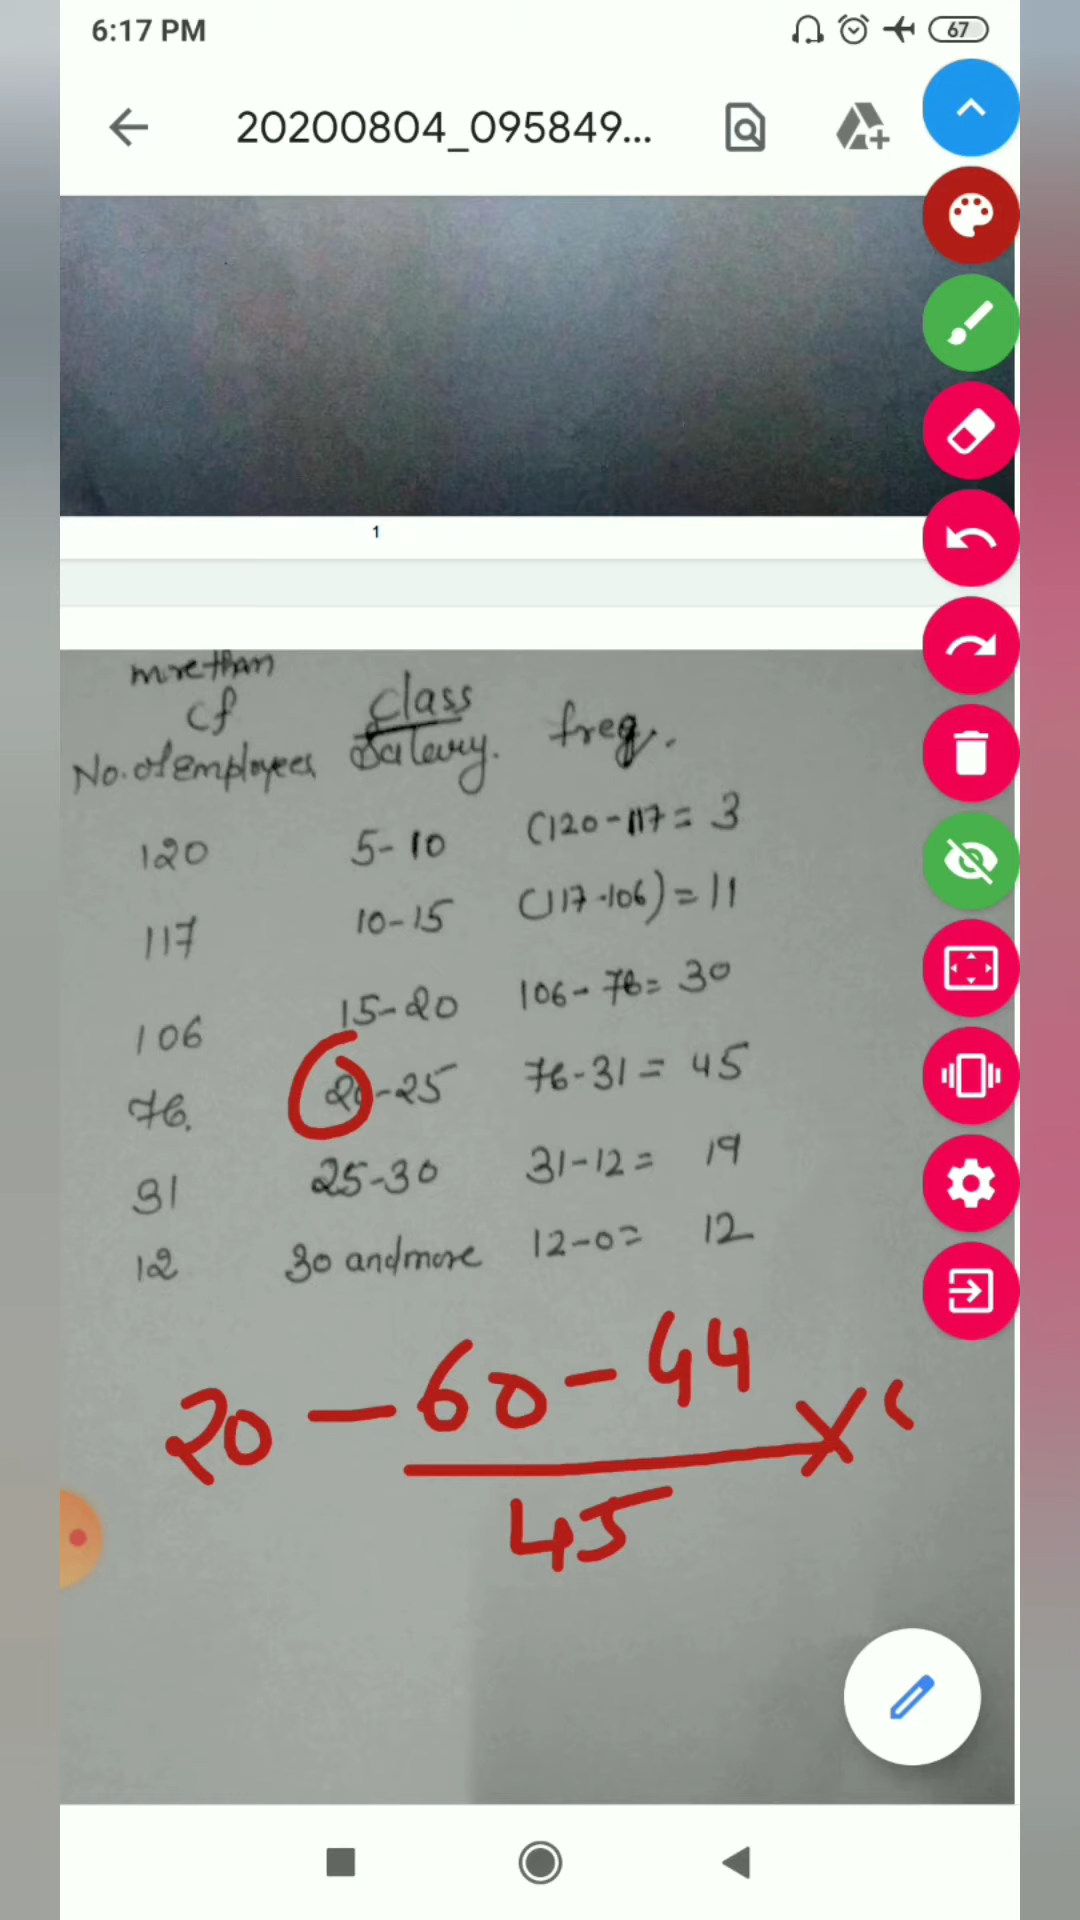 6:17 PM
67
20200804_095849...
1
more than
cf
No. of Employees
class
Salary.
freq.
120 5-10 (120-117= 3
117 10-15 (117-106)=11
106 15-20 106-76= 30
76. 20-25 76-31= 45
31 25-30 31-12= 19
12 30 and more 12-0= 12
20 - 60-44 ×
45